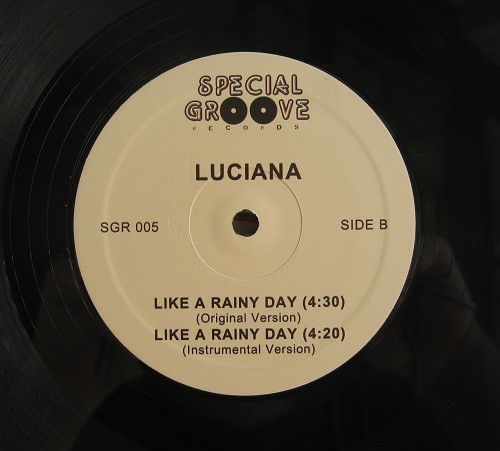 SPECIAL
GROOVE
RECORDS
LUCIANA
SGR 005 SIDE B
LIKE A RAINY DAY (4:30)
(Original Version)
LIKE A RAINY DAY (4:20)
(Instrumental Version)